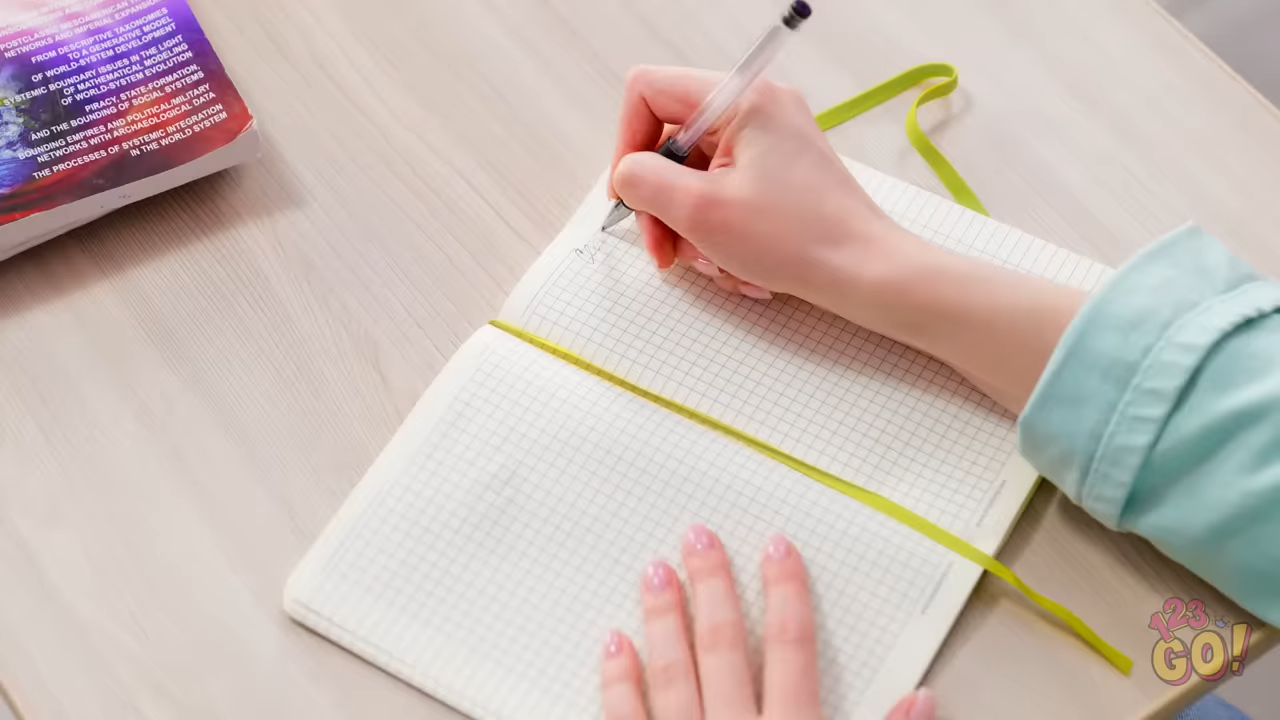 POSTCLASSIC MESOAMERICAN
NETWORKS AND IMPERIAL EXPANSION
FROM DESCRIPTIVE TAXONOMIES
TO A GENERATIVE MODEL
OF WORLD-SYSTEM DEVELOPMENT
SYSTEMIC BOUNDARY ISSUES IN THE LIGHT
OF MATHEMATICAL MODELING
OF WORLD-SYSTEM EVOLUTION
PIRACY, STATE-FORMATION,
AND THE BOUNDING OF SOCIAL SYSTEMS
BOUNDING EMPIRES AND POLITICAL/MILITARY
NETWORKS WITH ARCHAEOLOGICAL DATA
THE PROCESSES OF SYSTEMIC INTEGRATION
IN THE WORLD SYSTEM
123
GO!